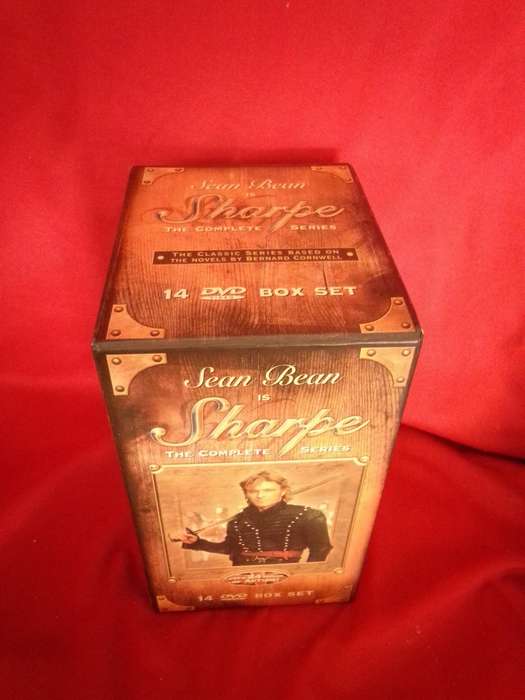 Sean Bean
IS
Sharpe
THE COMPLETE SERIES
THE CLASSIC SERIES BASED ON
THE NOVELS BY BERNARD CORNWELL
14 DVD BOX SET
VIDEO
Sean Bean
IS
Sharpe
THE COMPLETE SERIES
14 DVD BOX SET